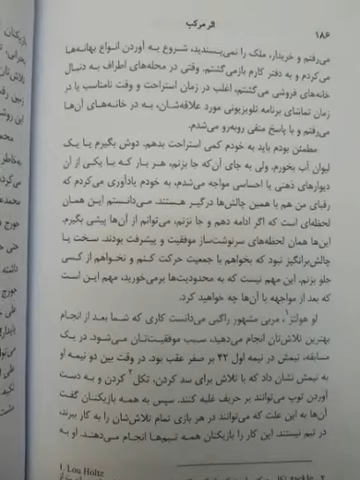 ۱۸۶
اثر مرکب
می‌رفتم و خریدار، ملک را نمی‌پسندید، شروع به آوردن انواع بهانه‌ها
می‌کردم و به دفتر کارم بازمی‌گشتم. وقتی در محله‌های اطراف به دنبال
خانه‌های فروشی می‌گشتم، اغلب در زمان استراحت و وقت نامناسب یا در
زمان تماشای برنامه تلویزیونی مورد علاقه‌شان، به در خانه‌های آن‌ها
می‌رفتم و با پاسخ منفی روبه‌رو می‌شدم.
مطمئن بودم باید به خودم کمی استراحت بدهم. دوش بگیرم یا یک
لیوان آب بخورم. ولی به جای آن‌که جا بزنم، هر بار که با یکی از آن
دیوارهای ذهنی یا احساسی مواجه می‌شدم، به خودم یادآوری می‌کردم که
رقبای من هم با همین چالش‌ها درگیر هستند. می‌دانستم این همان
لحظه‌ای است که اگر ادامه دهم و جا نزنم، می‌توانم از آن‌ها پیشی بگیرم.
این‌ها همان لحظه‌های سرنوشت‌ساز موفقیت و پیشرفت بودند. سخت یا
چالش‌برانگیز نبود که بخواهم با جمعیت حرکت کنم و نخواهم از کسی
جلو بزنم. این مهم نیست که به محدودیت‌ها برمی‌خورید، مهم این است
که بعد از مواجهه با آن‌ها چه خواهید کرد.
لو هولتز۱، مربی مشهور راگبی می‌دانست کاری که شما بعد از انجام
بهترین تلاش‌تان انجام می‌دهید، سبب موفقیت‌تان می‌شود. در یک
مسابقه، تیمش در نیمه اول ۴۲ بر صفر عقب بود. در وقت بین دو نیمه او
به تیمش نشان داد که با تلاش برای سد کردن، تکل۲ کردن و به دست
آوردن توپ می‌توانند بر حریف غلبه کنند. سپس به همه بازیکنان گفت
آن‌ها به این علت که می‌توانند در هر بازی تمام تلاش‌شان را به کار ببرند،
در تیم نیستند. این کار را بازیکنان همه تیم‌ها انجام می‌دهند. او به
1. Lou Holtz